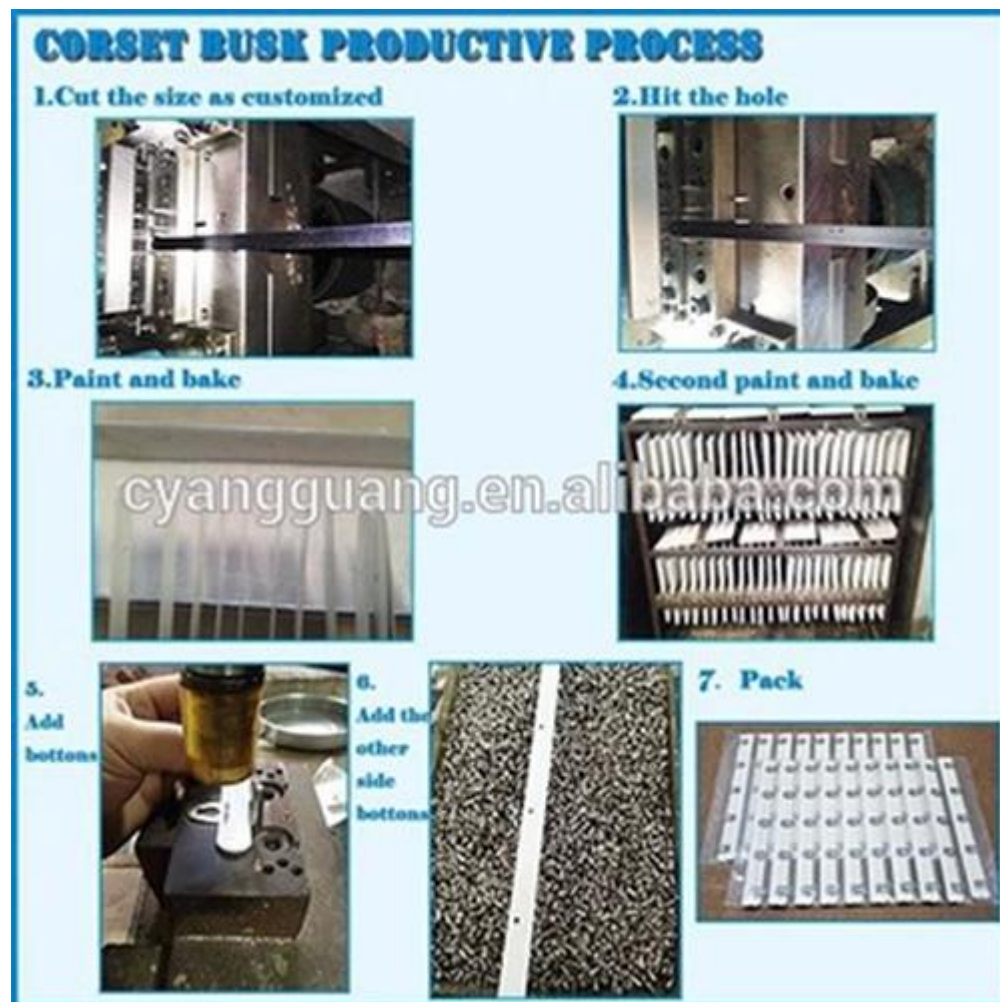 CORSET BUSK PRODUCTIVE PROCESS
1.Cut the size as customized
2.Hit the hole
3.Paint and bake
4.Second paint and bake
cyangguang.en.alibaba.com
5.
Add
bottons
6.
Add the
other
side
bottons
7. Pack